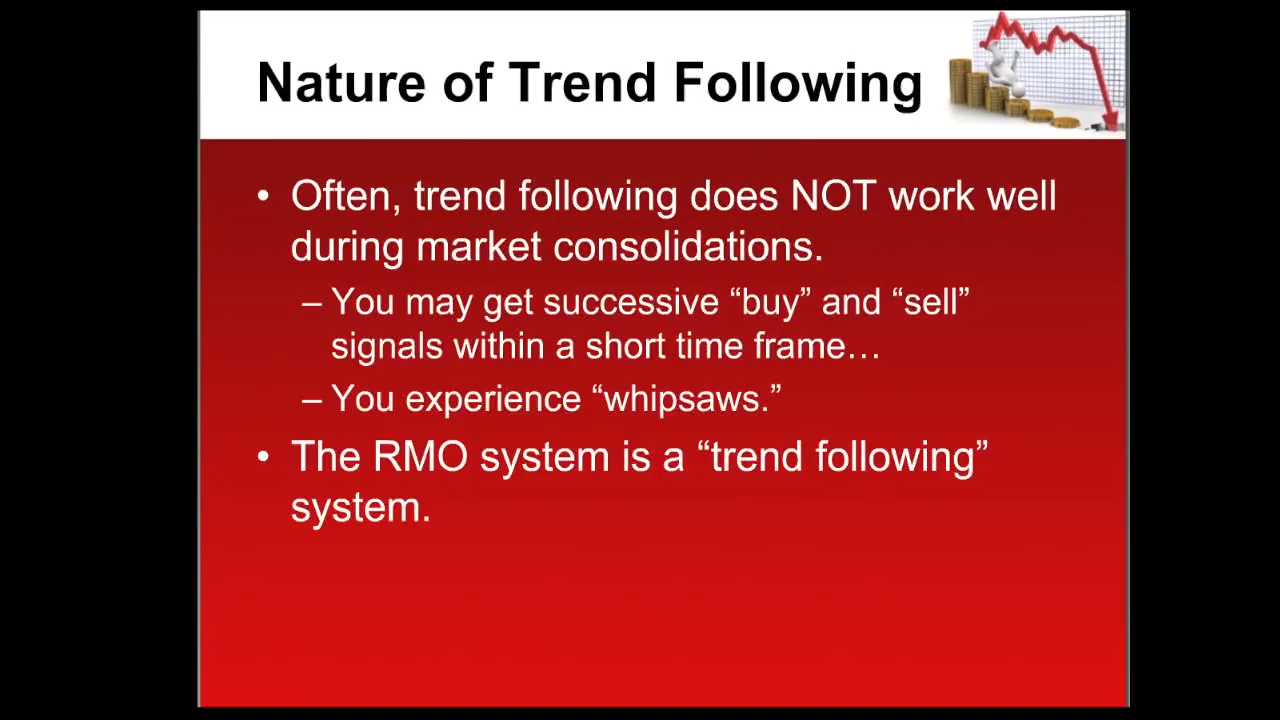 Nature of Trend Following
• Often, trend following does NOT work well
during market consolidations.
– You may get successive “buy” and “sell”
signals within a short time frame…
– You experience “whipsaws.”
• The RMO system is a “trend following”
system.